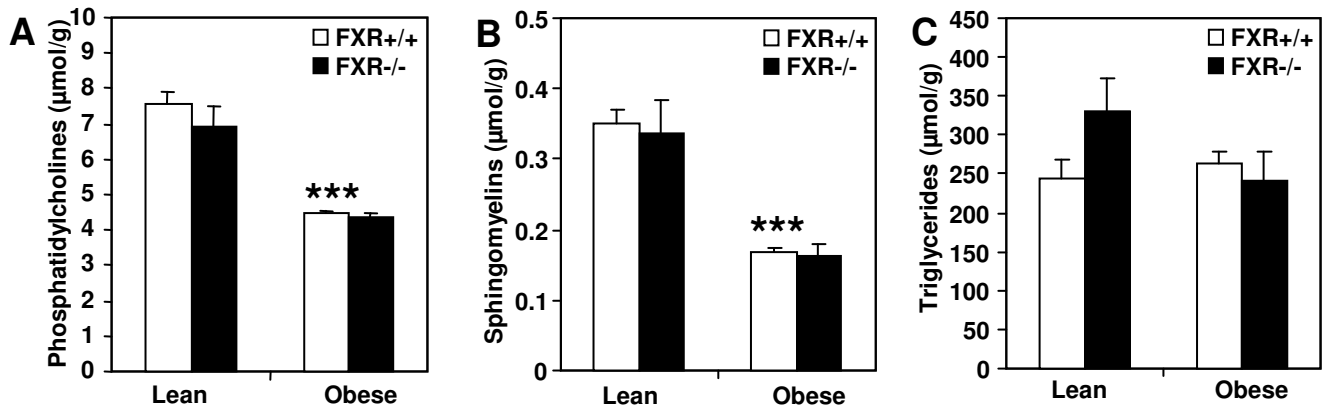 A
Phosphatidylcholines (µmol/g)
10
9
8
7
6
5
4
3
2
1
0
FXR+/+
FXR-/-
***
Lean
Obese
B
Sphingomyelins (µmol/g)
0.5
0.4
0.3
0.2
0.1
0
FXR+/+
FXR-/-
***
Lean
Obese
C
Triglycerides (µmol/g)
450
400
350
300
250
200
150
100
50
0
FXR+/+
FXR-/-
Lean
Obese